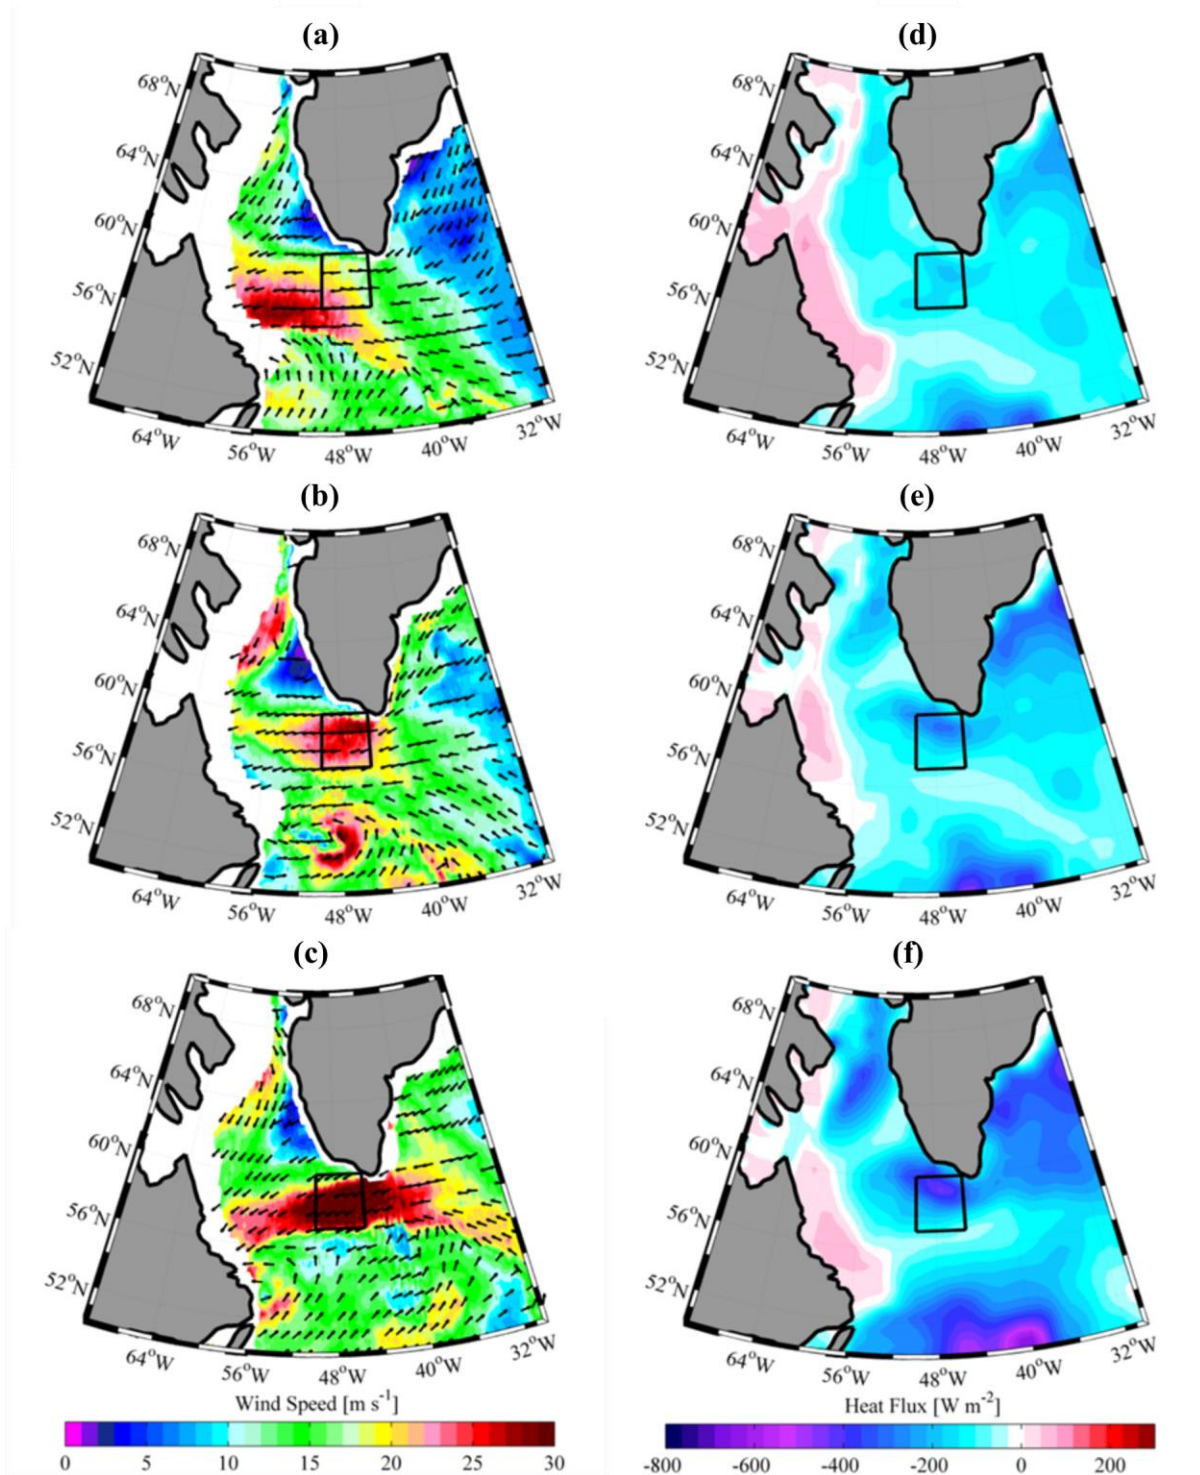 (a)
(d)
68°N
64°N
60°N
56°N
52°N
64°W
56°W
48°W
40°W
32°W
68°N
64°N
60°N
56°N
52°N
64°W
56°W
48°W
40°W
32°W
(b)
(e)
68°N
64°N
60°N
56°N
52°N
64°W
56°W
48°W
40°W
32°W
68°N
64°N
60°N
56°N
52°N
64°W
56°W
48°W
40°W
32°W
(c)
(f)
68°N
64°N
60°N
56°N
52°N
64°W
56°W
48°W
40°W
32°W
68°N
64°N
60°N
56°N
52°N
64°W
56°W
48°W
40°W
32°W
Wind Speed [m s⁻¹]
0 5 10 15 20 25 30
Heat Flux [W m⁻²]
-800 -600 -400 -200 0 200